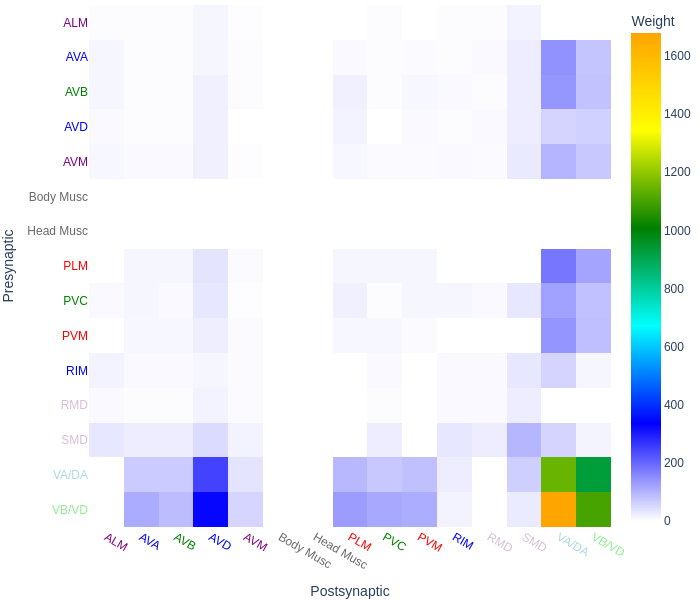 Weight
ALM
AVA
AVB
AVD
AVM
Body Musc
Head Musc
PLM
PVC
PVM
RIM
RMD
SMD
VA/DA
VB/VD
Presynaptic
1600
1400
1200
1000
800
600
400
200
0
ALM
AVA
AVB
AVD
AVM
Body Musc
Head Musc
PLM
PVC
PVM
RIM
RMD
SMD
VA/DA
VB/VD
Postsynaptic